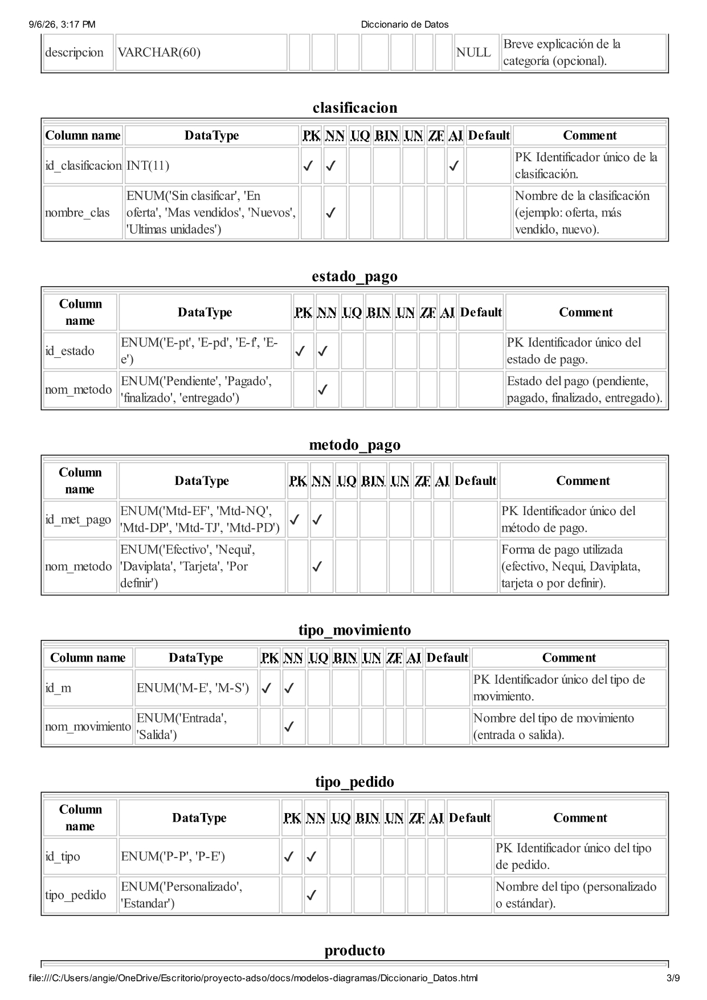 9/6/26, 3:17 PM Diccionario de Datos
descripcion VARCHAR(60) NULL Breve explicación de la
categoría (opcional).
clasificacion
Column name DataType PK NN UQ BIN UN ZF AI Default Comment
id_clasificacion INT(11) ✓ ✓ ✓ PK Identificador único de la
clasificación.
nombre_clas ENUM('Sin clasificar', 'En
oferta', 'Mas vendidos', 'Nuevos',
'Ultimas unidades') ✓ Nombre de la clasificación
(ejemplo: oferta, más
vendido, nuevo).
estado_pago
Column
name DataType PK NN UQ BIN UN ZF AI Default Comment
id_estado ENUM('E-pt', 'E-pd', 'E-f', 'E-
e') ✓ ✓ PK Identificador único del
estado de pago.
nom_metodo ENUM('Pendiente', 'Pagado',
'finalizado', 'entregado') ✓ Estado del pago (pendiente,
pagado, finalizado, entregado).
metodo_pago
Column
name DataType PK NN UQ BIN UN ZF AI Default Comment
id_met_pago ENUM('Mtd-EF', 'Mtd-NQ',
'Mtd-DP', 'Mtd-TJ', 'Mtd-PD') ✓ ✓ PK Identificador único del
método de pago.
nom_metodo ENUM('Efectivo', 'Nequi',
'Daviplata', 'Tarjeta', 'Por
definir') ✓ Forma de pago utilizada
(efectivo, Nequi, Daviplata,
tarjeta o por definir).
tipo_movimiento
Column name DataType PK NN UQ BIN UN ZF AI Default Comment
id_m ENUM('M-E', 'M-S') ✓ ✓ PK Identificador único del tipo de
movimiento.
nom_movimiento ENUM('Entrada',
'Salida') ✓ Nombre del tipo de movimiento
(entrada o salida).
tipo_pedido
Column
name DataType PK NN UQ BIN UN ZF AI Default Comment
id_tipo ENUM('P-P', 'P-E') ✓ ✓ PK Identificador único del tipo
de pedido.
tipo_pedido ENUM('Personalizado',
'Estandar') ✓ Nombre del tipo (personalizado
o estándar).
producto
file:///C:/Users/angie/OneDrive/Escritorio/proyecto-adso/docs/modelos-diagramas/Diccionario_Datos.html 3/9